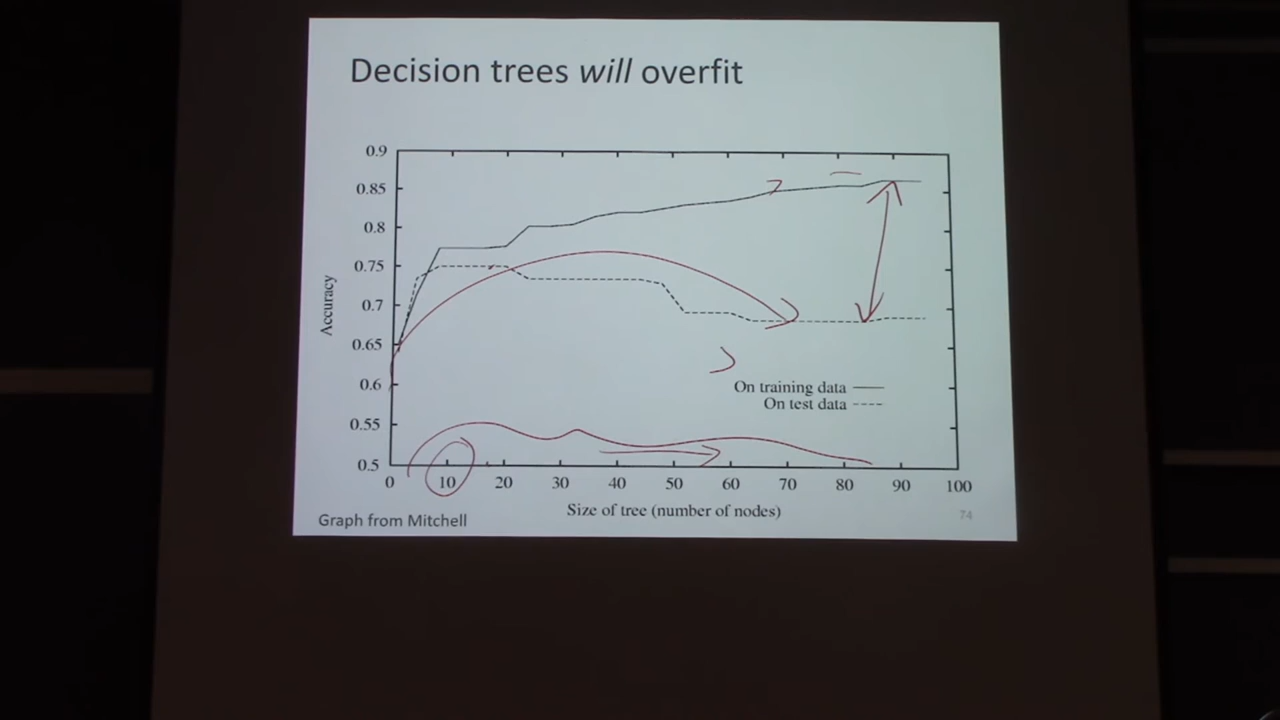 Decision trees will overfit
0.9
0.85
0.8
0.75
0.7
0.65
0.6
0.55
0.5
Accuracy
On training data
On test data
0 10 20 30 40 50 60 70 80 90 100
Size of tree (number of nodes)
Graph from Mitchell
74